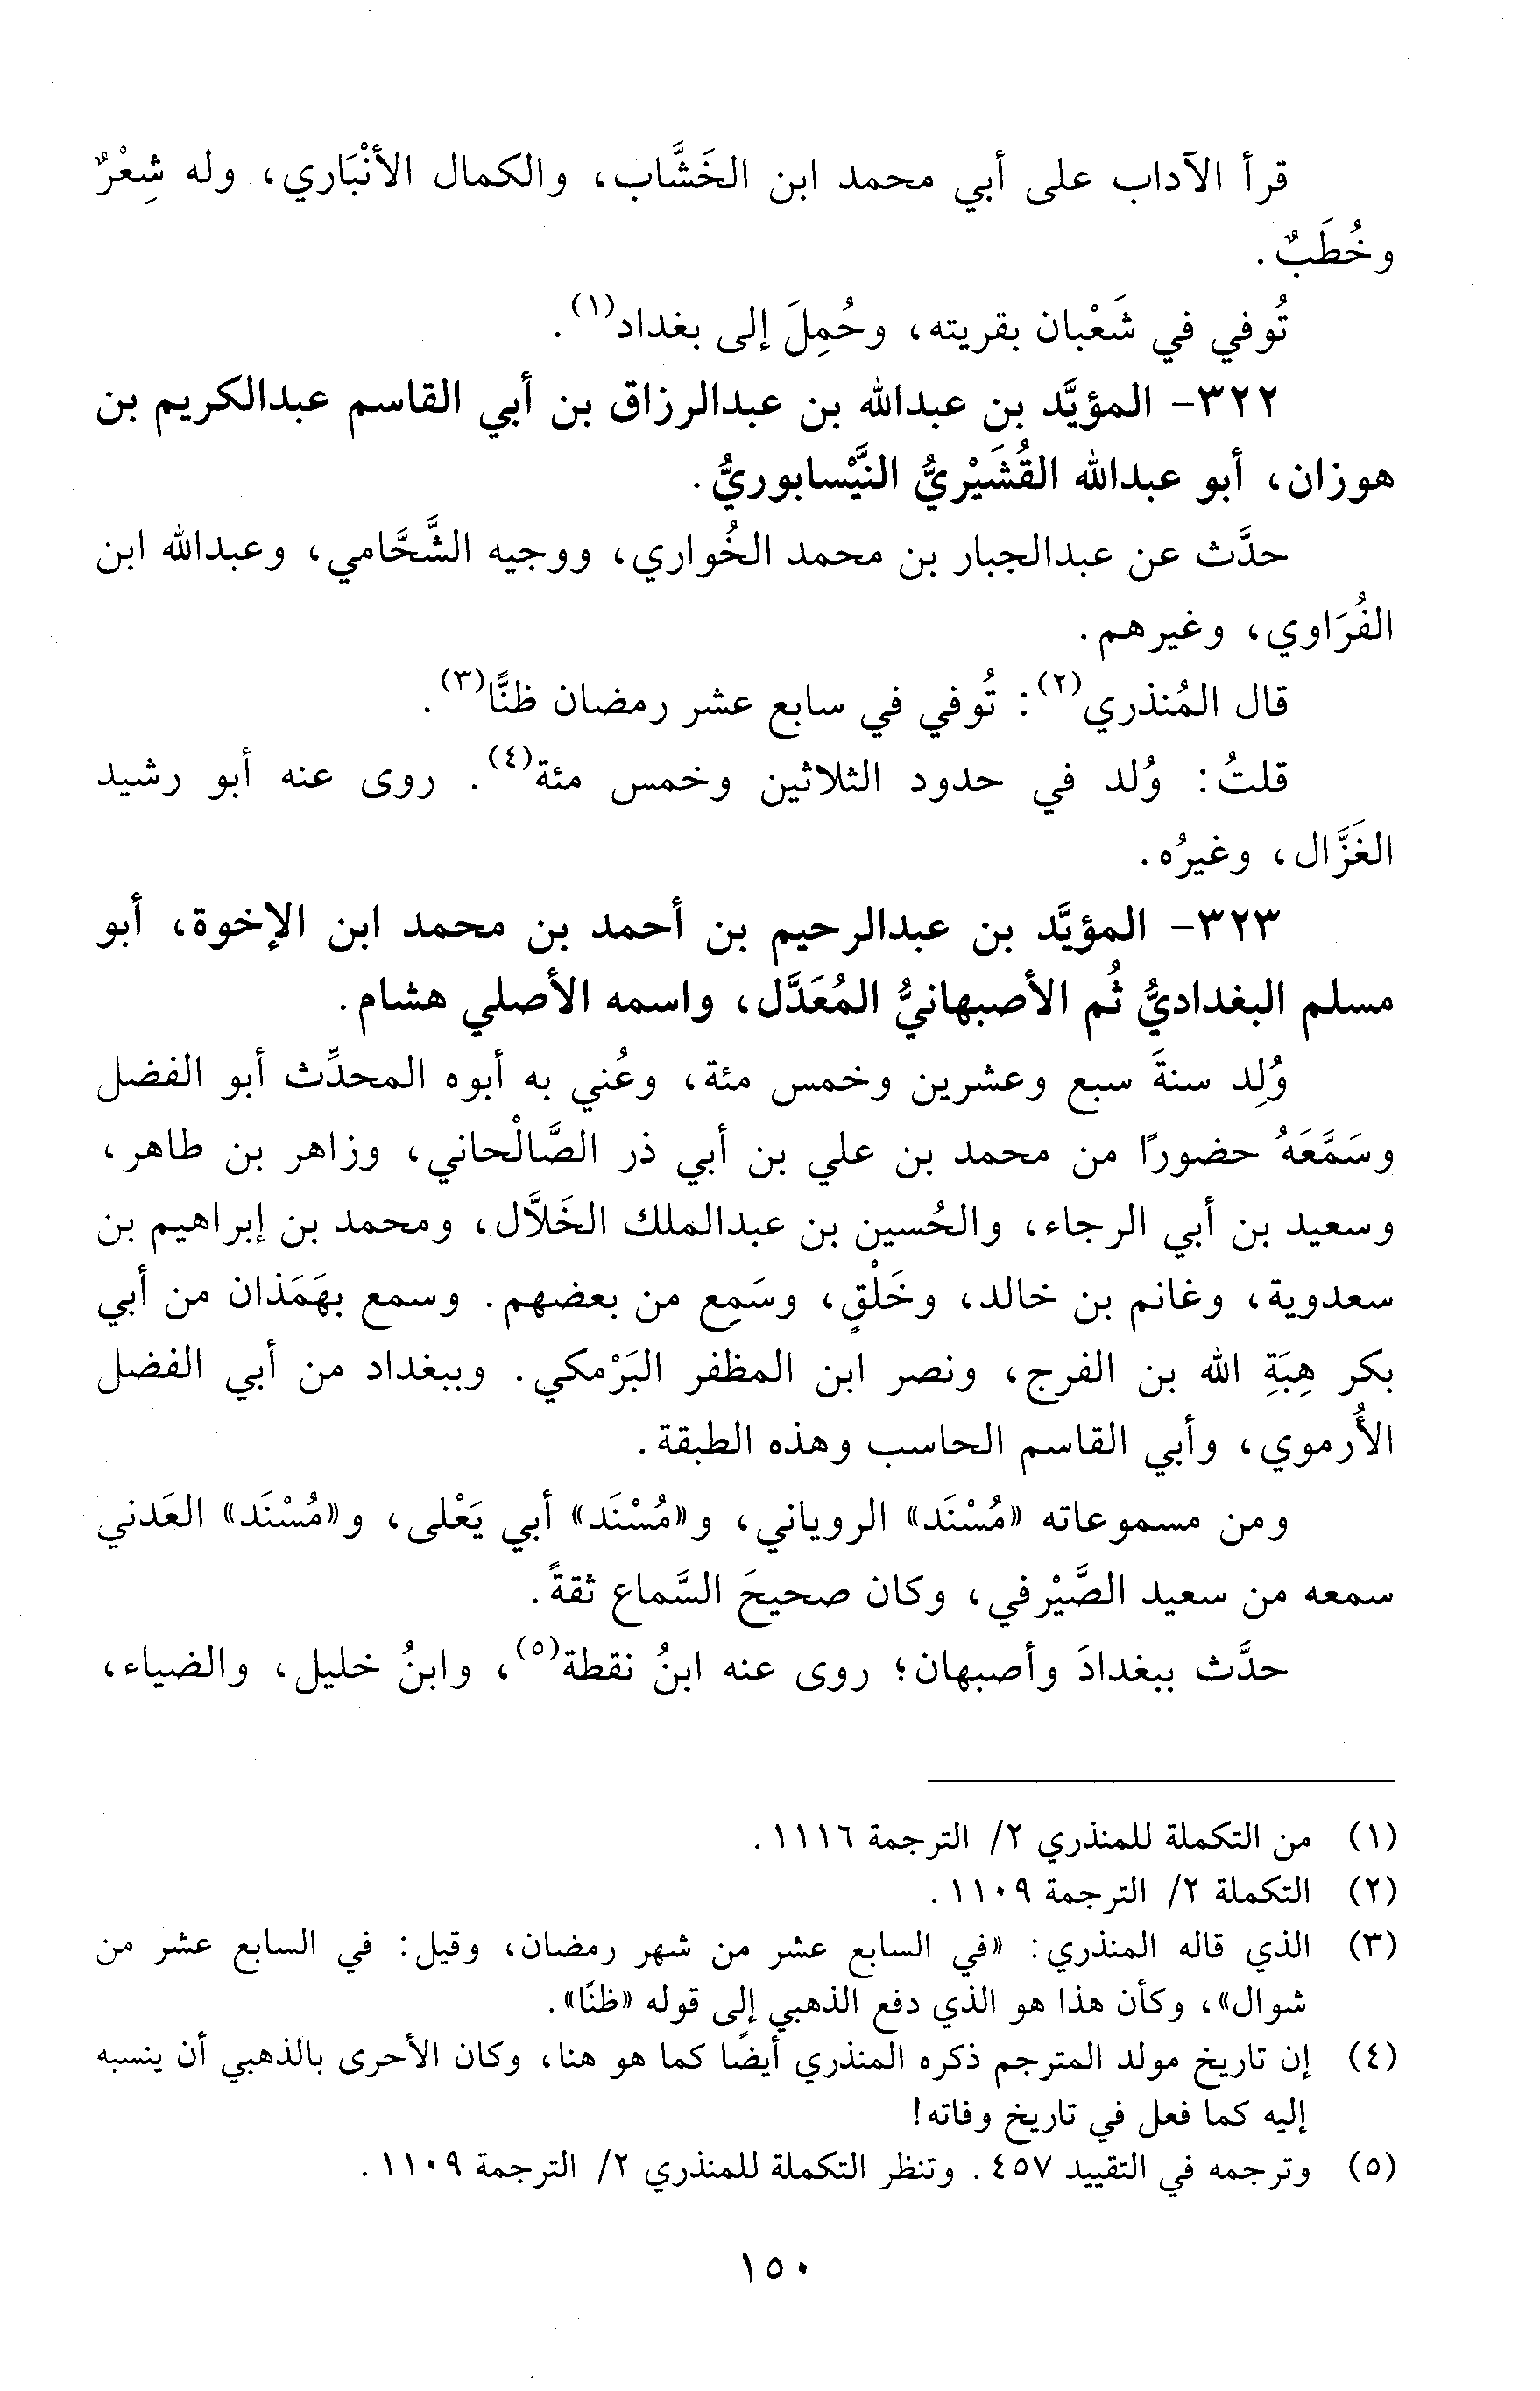 قرأ الآداب على أبي محمد ابن الخَشَّاب، والكمال الأنْبَاري، وله شِعْرٌ
وخُطَبٌ.
تُوفي في شَعْبان بقريته، وحُمِلَ إلى بغداد(١).
٣٢٢- المؤيَّد بن عبدالله بن عبدالرزاق بن أبي القاسم عبدالكريم بن
هوزان، أبو عبدالله القُشَيْريُّ النَّيْسابوريُّ.
حدَّث عن عبدالجبار بن محمد الخُواري، ووجيه الشَّحَّامي، وعبدالله ابن
الفُرَاوي، وغيرهم.
قال المُنذري(٢): تُوفي في سابع عشر رمضان ظنًّا(٣).
قلتُ: وُلد في حدود الثلاثين وخمس مئة(٤). روى عنه أبو رشيد
الغَزَّال، وغيرُه.
٣٢٣- المؤيَّد بن عبدالرحيم بن أحمد بن محمد ابن الإخوة، أبو
مسلم البغداديُّ ثُم الأصبهانيُّ المُعَدَّل، واسمه الأصلي هشام.
وُلِد سنةَ سبع وعشرين وخمس مئة، وعُني به أبوه المحدِّث أبو الفضل
وسَمَّعَهُ حضورًا من محمد بن علي بن أبي ذر الصَّالْحاني، وزاهر بن طاهر،
وسعيد بن أبي الرجاء، والحُسين بن عبدالملك الخَلاَّل، ومحمد بن إبراهيم بن
سعدوية، وغانم بن خالد، وخَلْقٍ، وسَمِع من بعضهم. وسمع بهَمَذان من أبي
بكر هِبَةِ الله بن الفرج، ونصر ابن المظفر البَرْمكي. وببغداد من أبي الفضل
الأُرموي، وأبي القاسم الحاسب وهذه الطبقة.
ومن مسموعاته «مُسْنَد» الروياني، و«مُسْنَد» أبي يَعْلى، و«مُسْنَد» العَدني
سمعه من سعيد الصَّيْرفي، وكان صحيحَ السَّماع ثقةً.
حدَّث ببغدادَ وأصبهان؛ روى عنه ابنُ نقطة(٥)، وابنُ خليل، والضياء،
(١) من التكملة للمنذري ٢/ الترجمة ١١١٦.
(٢) التكملة ٢/ الترجمة ١١٠٩.
(٣) الذي قاله المنذري: «في السابع عشر من شهر رمضان، وقيل: في السابع عشر من
شوال»، وكأن هذا هو الذي دفع الذهبي إلى قوله «ظنًا».
(٤) إن تاريخ مولد المترجم ذكره المنذري أيضًا كما هو هنا، وكان الأحرى بالذهبي أن ينسبه
إليه كما فعل في تاريخ وفاته!
(٥) وترجمه في التقييد ٤٥٧. وتنظر التكملة للمنذري ٢/ الترجمة ١١٠٩.
١٥٠